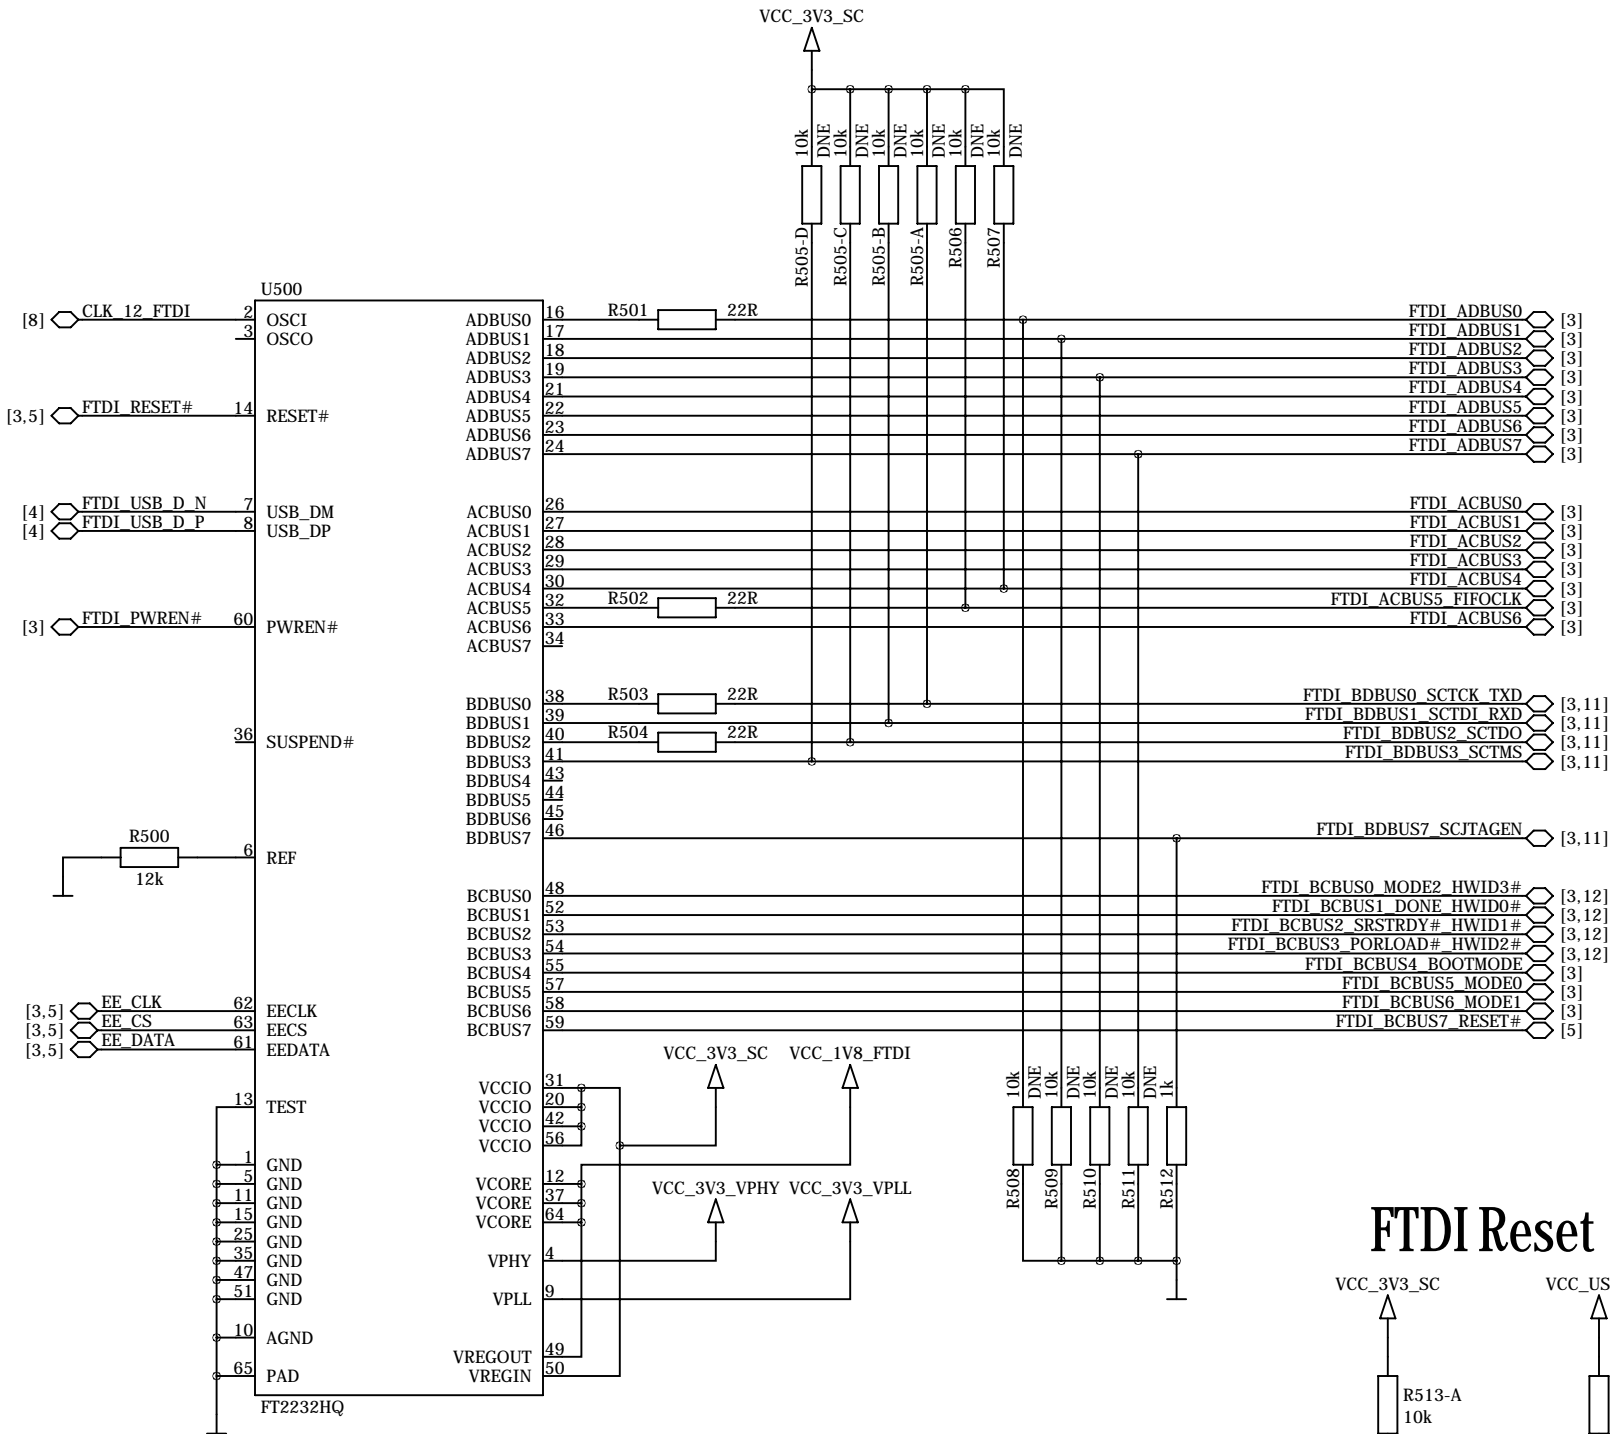 VCC_3V3_SC
10k DNE 10k DNE 10k DNE 10k DNE 10k DNE 10k DNE
R505-D R505-C R505-B R505-A R506 R507
U500
[8] CLK_12_FTDI 2 OSCI ADBUS0 16 R501 22R FTDI_ADBUS0 [3]
3 OSCO ADBUS1 17 FTDI_ADBUS1 [3]
ADBUS2 18 FTDI_ADBUS2 [3]
ADBUS3 19 FTDI_ADBUS3 [3]
ADBUS4 21 FTDI_ADBUS4 [3]
[3,5] FTDI_RESET# 14 RESET# ADBUS5 22 FTDI_ADBUS5 [3]
ADBUS6 23 FTDI_ADBUS6 [3]
ADBUS7 24 FTDI_ADBUS7 [3]
[4] FTDI_USB_D_N 7 USB_DM ACBUS0 26 FTDI_ACBUS0 [3]
[4] FTDI_USB_D_P 8 USB_DP ACBUS1 27 FTDI_ACBUS1 [3]
ACBUS2 28 FTDI_ACBUS2 [3]
ACBUS3 29 FTDI_ACBUS3 [3]
ACBUS4 30 FTDI_ACBUS4 [3]
ACBUS5 32 R502 22R FTDI_ACBUS5_FIFOCLK [3]
[3] FTDI_PWREN# 60 PWREN# ACBUS6 33 FTDI_ACBUS6 [3]
ACBUS7 34
BDBUS0 38 R503 22R FTDI_BDBUS0_SCTCK_TXD [3,11]
BDBUS1 39 FTDI_BDBUS1_SCTDI_RXD [3,11]
36 SUSPEND# BDBUS2 40 R504 22R FTDI_BDBUS2_SCTDO [3,11]
BDBUS3 41 FTDI_BDBUS3_SCTMS [3,11]
BDBUS4 43
BDBUS5 44
BDBUS6 45
BDBUS7 46 FTDI_BDBUS7_SCJTAGEN [3,11]
R500
6 REF
12k
BCBUS0 48 FTDI_BCBUS0_MODE2_HWID3# [3,12]
BCBUS1 52 FTDI_BCBUS1_DONE_HWID0# [3,12]
BCBUS2 53 FTDI_BCBUS2_SRSTRDY#_HWID1# [3,12]
BCBUS3 54 FTDI_BCBUS3_PORLOAD#_HWID2# [3,12]
BCBUS4 55 FTDI_BCBUS4_BOOTMODE [3]
BCBUS5 57 FTDI_BCBUS5_MODE0 [3]
[3,5] EE_CLK 62 EECLK BCBUS6 58 FTDI_BCBUS6_MODE1 [3]
[3,5] EE_CS 63 EECS BCBUS7 59 FTDI_BCBUS7_RESET# [5]
[3,5] EE_DATA 61 EEDATA
VCC_3V3_SC VCC_1V8_FTDI
10k DNE 10k DNE 10k DNE 10k DNE 1k
VCCIO 31
13 TEST VCCIO 20
VCCIO 42
VCCIO 56
1 GND
5 GND VCORE 12 VCC_3V3_VPHY VCC_3V3_VPLL
R508 R509 R510 R511 R512
11 GND VCORE 37
15 GND VCORE 64
25 GND
35 GND VPHY 4
47 GND
51 GND VPLL 9
10 AGND
VREGOUT 49
65 PAD VREGIN 50
FT2232HQ
FTDI Reset
VCC_3V3_SC VCC_US
R513-A
10k